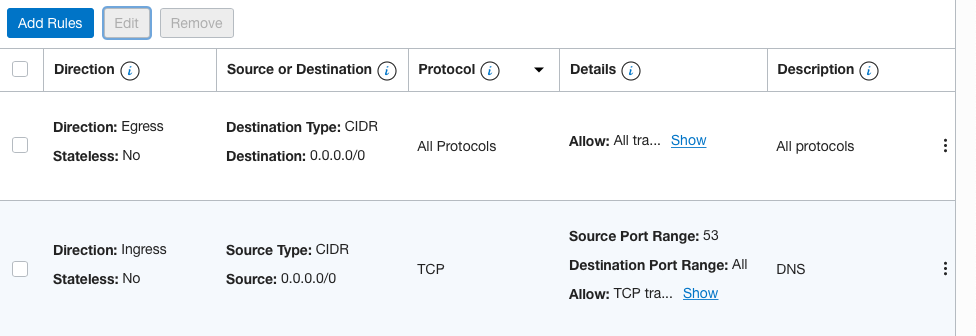 Add Rules Edit Remove
Direction i Source or Destination i Protocol i Details i Description i
Direction: Egress
Stateless: No
Destination Type: CIDR
Destination: 0.0.0.0/0
All Protocols
Allow: All tra... Show
All protocols
Direction: Ingress
Stateless: No
Source Type: CIDR
Source: 0.0.0.0/0
TCP
Source Port Range: 53
Destination Port Range: All
Allow: TCP tra... Show
DNS